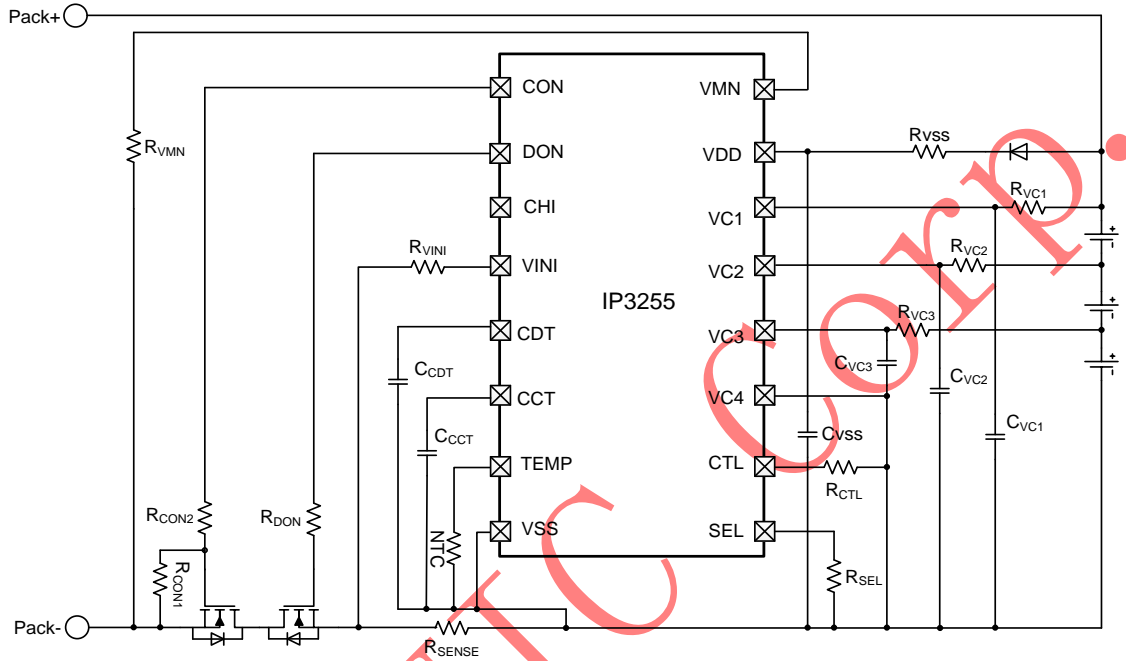 Pack+
CON
VMN
RVMN
DON
VDD
RVSS
CHI
VC1
RVC1
RVINI
VINI
VC2
RVC2
IP3255
CDT
VC3
RVC3
CCDT
CVC3
CVC2
CCT
VC4
CCCT
CVSS
CVC1
TEMP
CTL
RCTL
RCON2
RDON
NTC
VSS
SEL
RCON1
RSEL
Pack-
RSENSE
+
-
+
-
+
-
TC Corp.